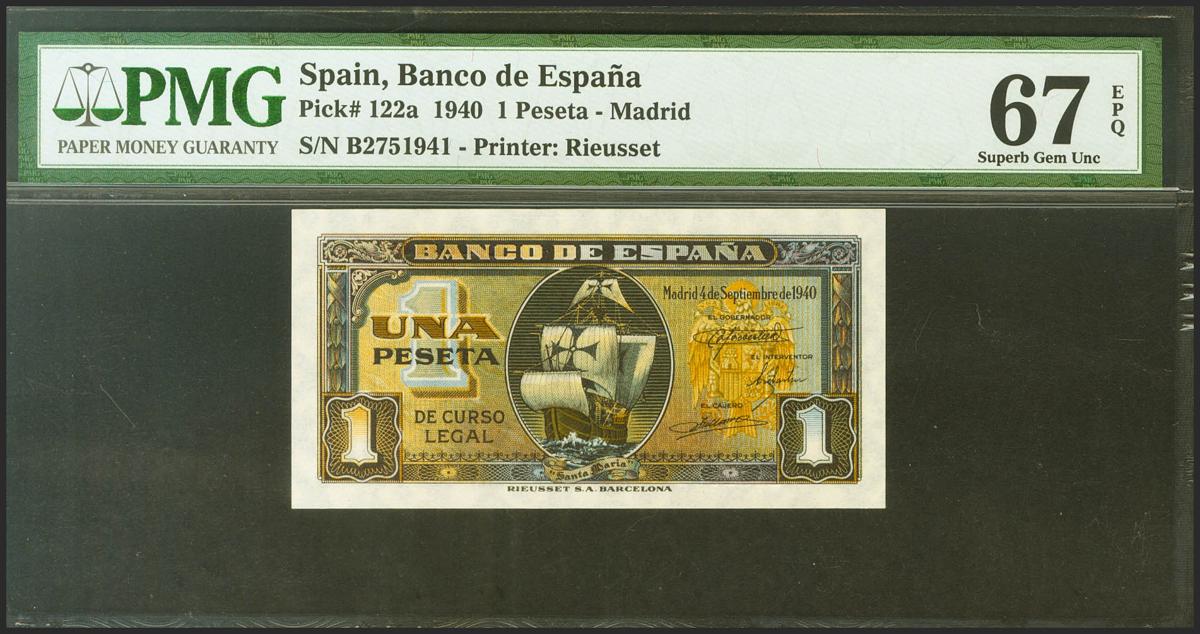 PMG
PAPER MONEY GUARANTY
Spain, Banco de España
Pick# 122a 1940 1 Peseta - Madrid
S/N B2751941 - Printer: Rieusset
67
EPQ
Superb Gem Unc
BANCO DE ESPAÑA
Madrid 4 de Septiembre de 1940
1
UNA
PESETA
DE CURSO
LEGAL
EL GOBERNADOR
EL INTERVENTOR
EL CAJERO
1
1
"Santa Maria"
RIEUSSET S.A. BARCELONA